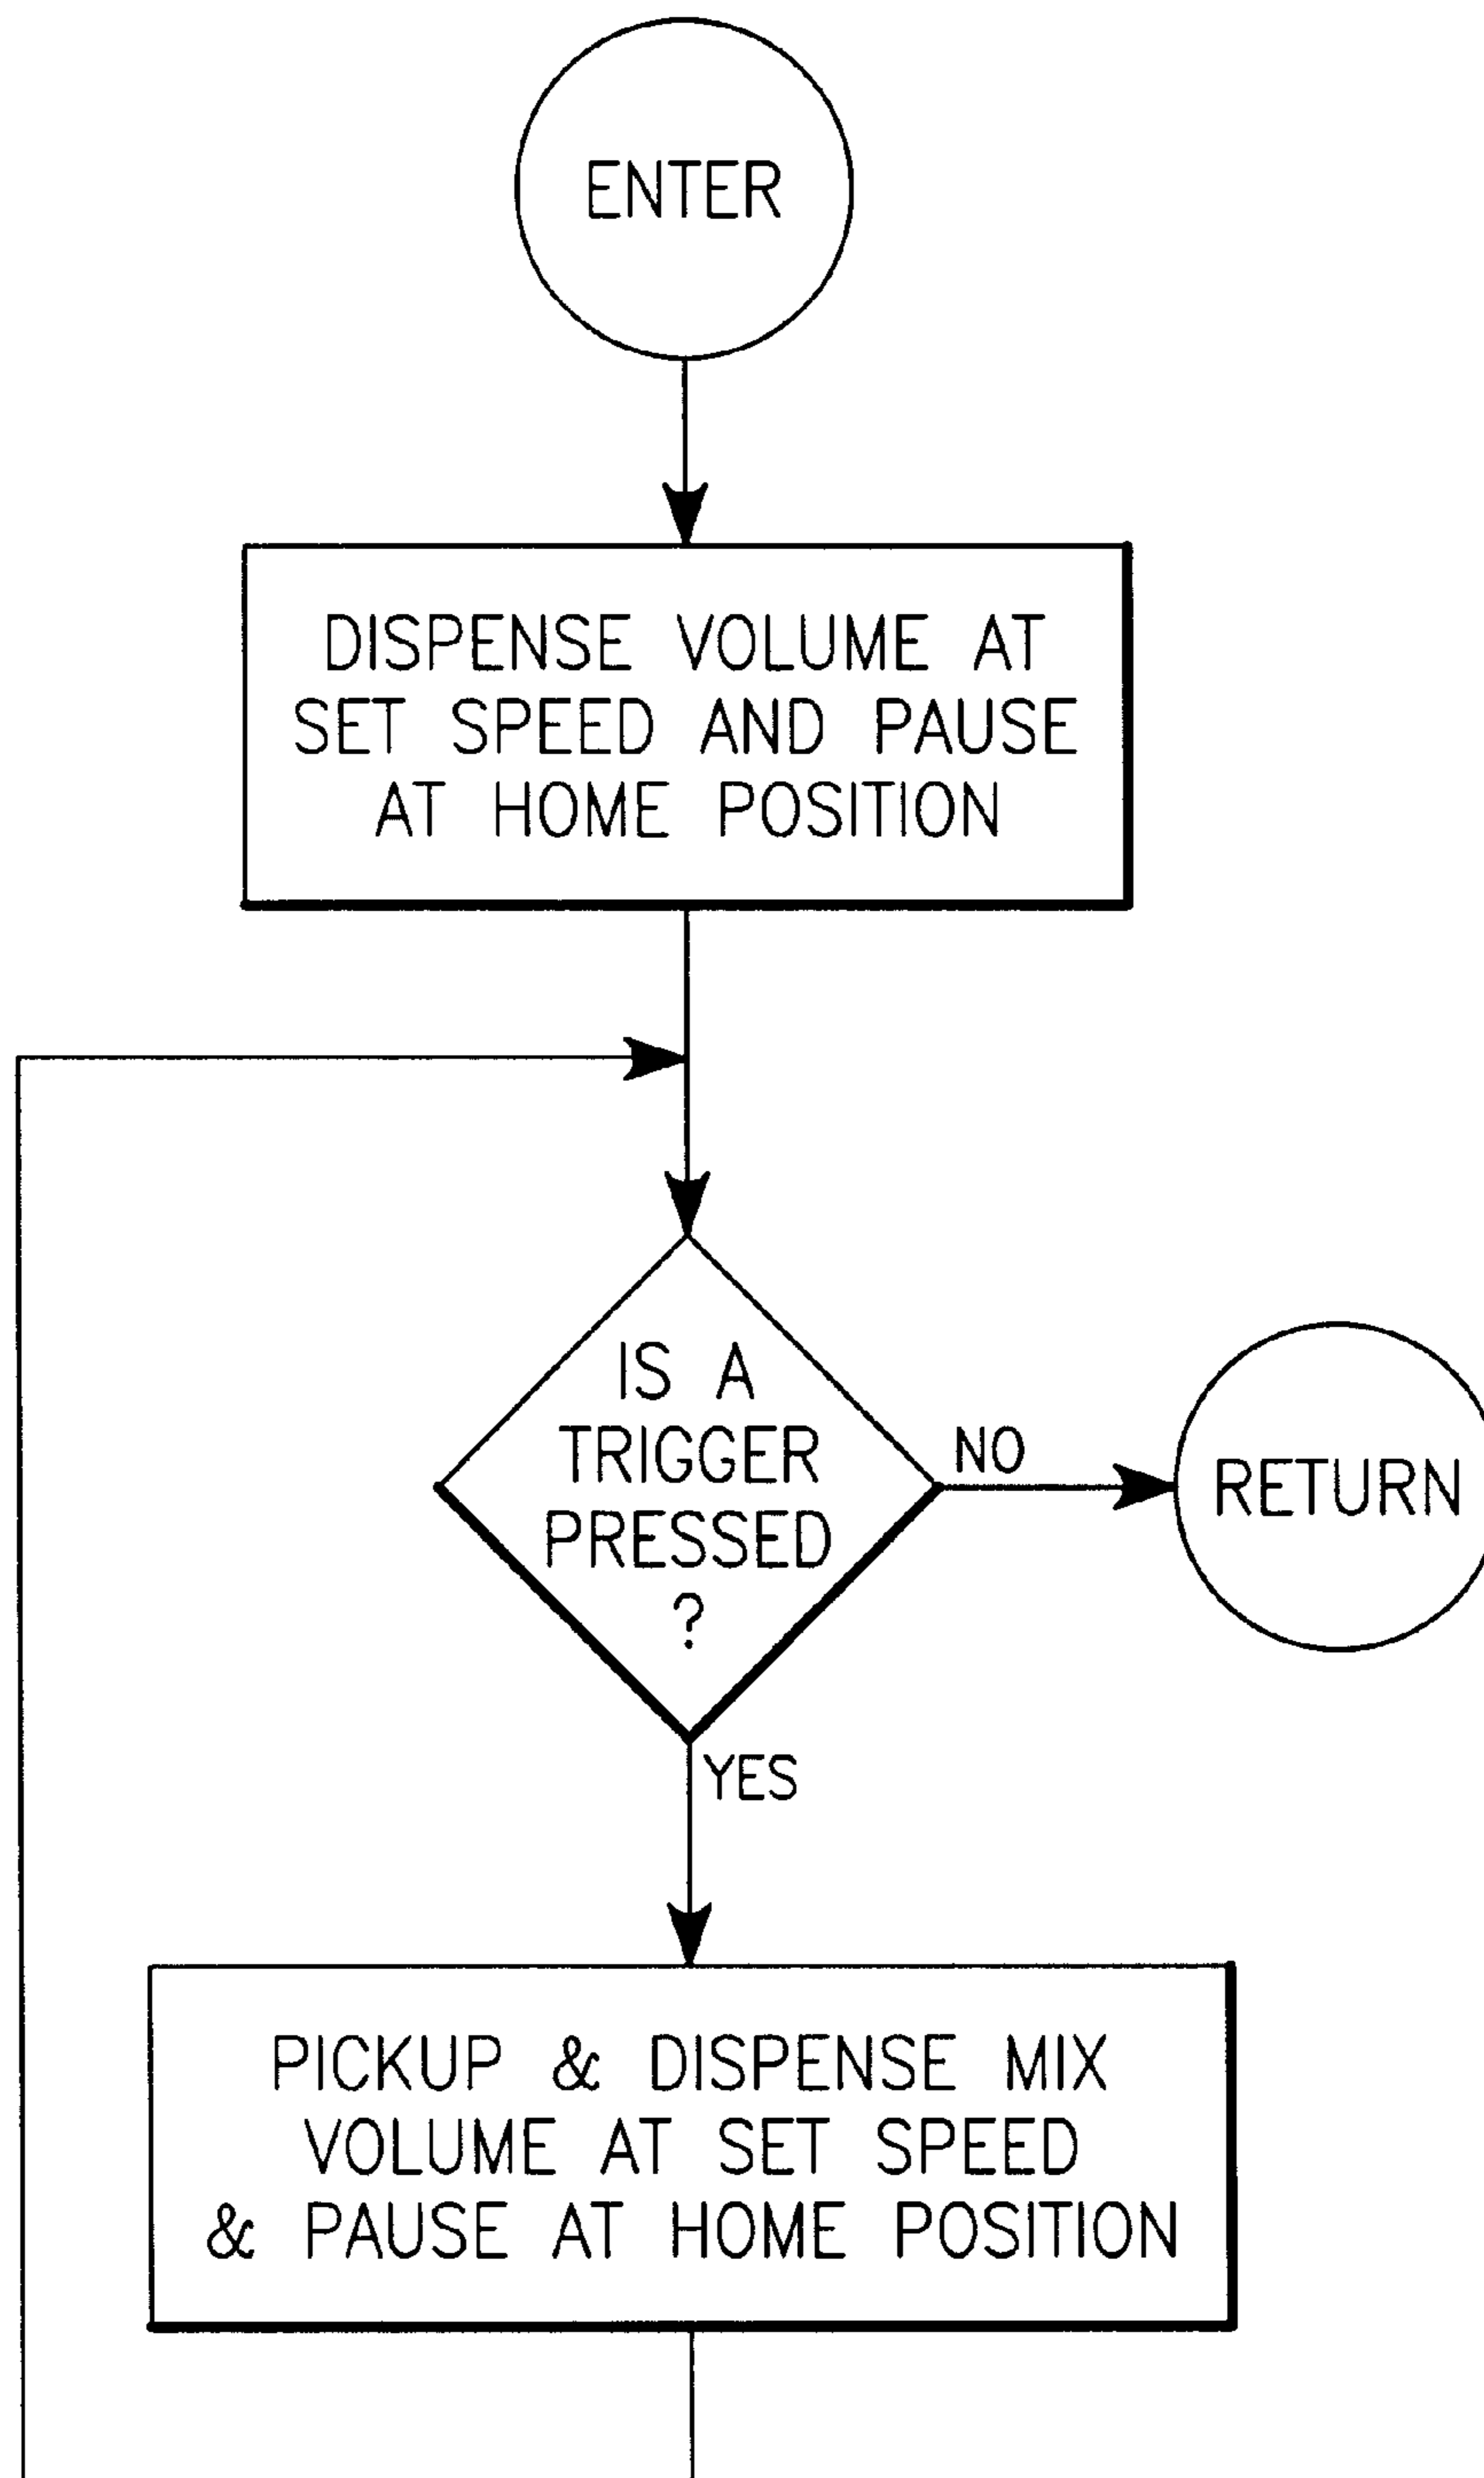 ENTER
DISPENSE VOLUME AT
SET SPEED AND PAUSE
AT HOME POSITION
IS A
TRIGGER
PRESSED
?
NO
RETURN
YES
PICKUP & DISPENSE MIX
VOLUME AT SET SPEED
& PAUSE AT HOME POSITION